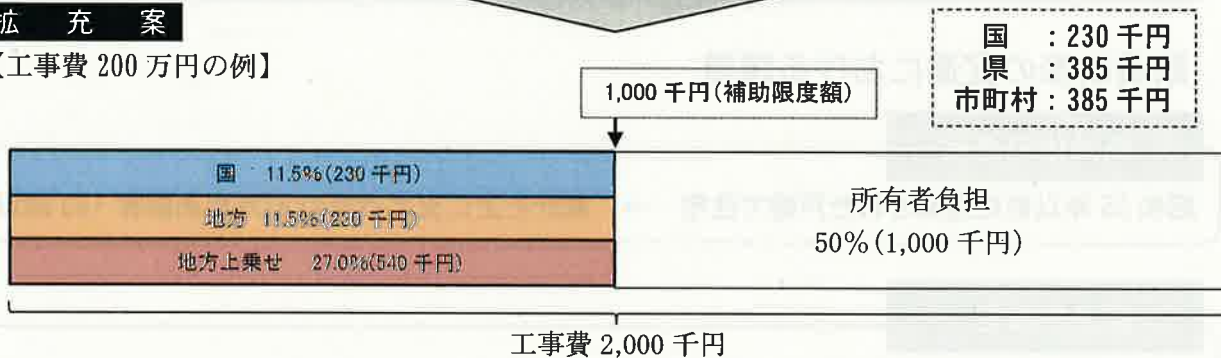 拡 充 案
【工事費 200 万円の例】
国 : 230 千円
県 : 385 千円
市町村 : 385 千円
1,000 千円(補助限度額)
国 11.5%(230 千円)
地方 11.5%(230 千円)
地方上乗せ 27.0%(540 千円)
所有者負担
50%(1,000 千円)
工事費 2,000 千円